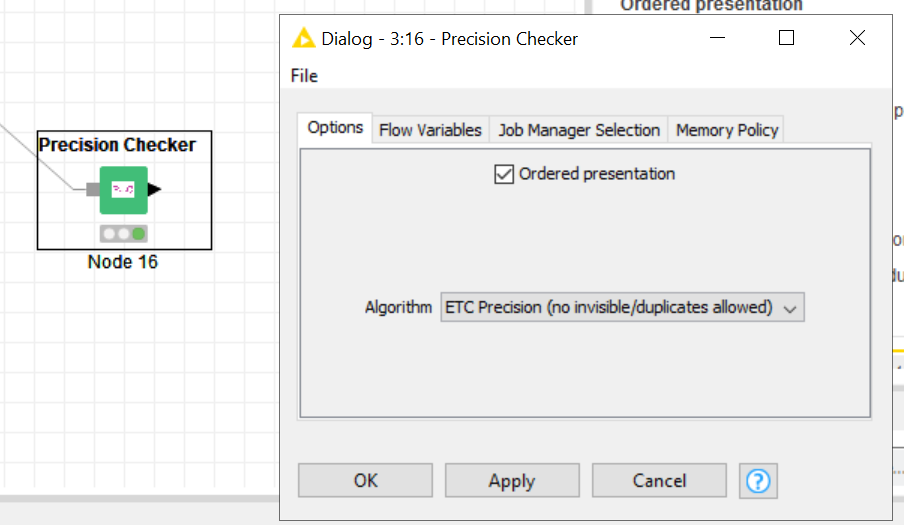 Ordered presentation
Dialog - 3:16 - Precision Checker
File
Options
Flow Variables
Job Manager Selection
Memory Policy
Ordered presentation
Algorithm
ETC Precision (no invisible/duplicates allowed)
OK
Apply
Cancel
?
Precision Checker
Node 16